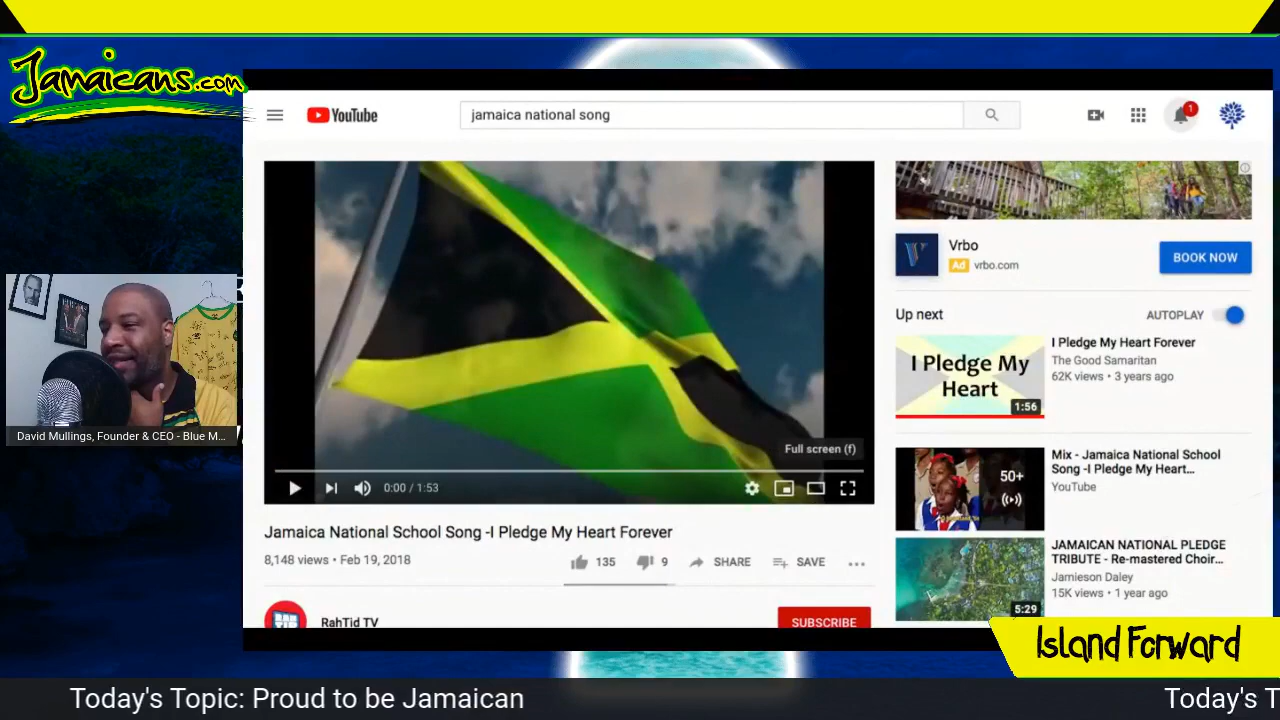 Jamaicans.com
YouTube
jamaica national song
1
Full screen (f)
0:00 / 1:53
Jamaica National School Song -I Pledge My Heart Forever
8,148 views • Feb 19, 2018
135
9
SHARE
SAVE
RahTid TV
SUBSCRIBE
Vrbo
Ad vrbo.com
BOOK NOW
Up next
AUTOPLAY
I Pledge My
Heart
1:56
I Pledge My Heart Forever
The Good Samaritan
62K views • 3 years ago
50+
Mix - Jamaica National School
Song -I Pledge My Heart...
YouTube
5:29
JAMAICAN NATIONAL PLEDGE
TRIBUTE - Re-mastered Choir...
Jamieson Daley
15K views • 1 year ago
David Mullings, Founder & CEO - Blue M...
Island Forward
Today's Topic: Proud to be Jamaican
Today's T